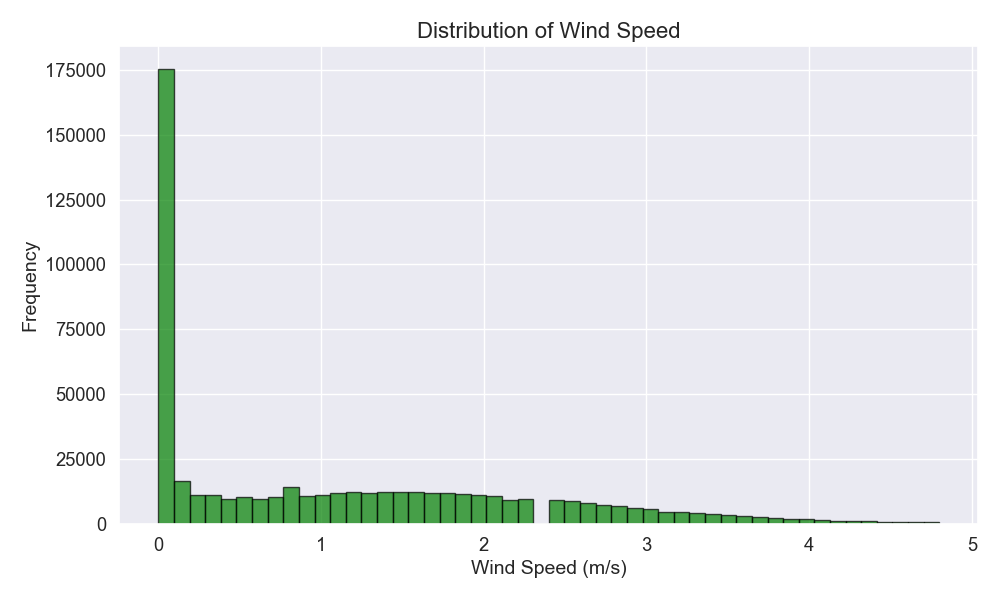 Distribution of Wind Speed
Frequency
175000
150000
125000
100000
75000
50000
25000
0
0 1 2 3 4 5
Wind Speed (m/s)